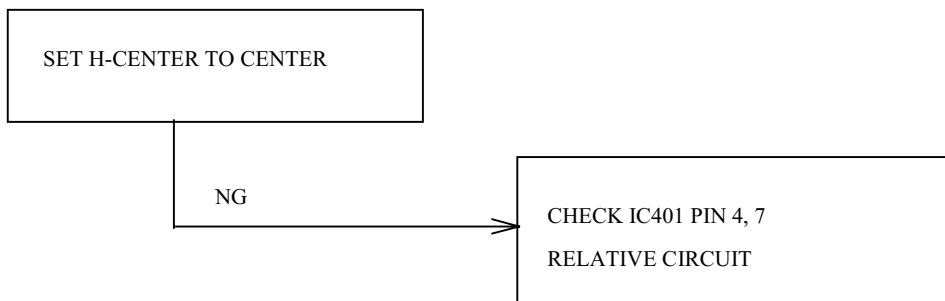 SET H-CENTER TO CENTER
NG
CHECK IC401 PIN 4, 7
RELATIVE CIRCUIT